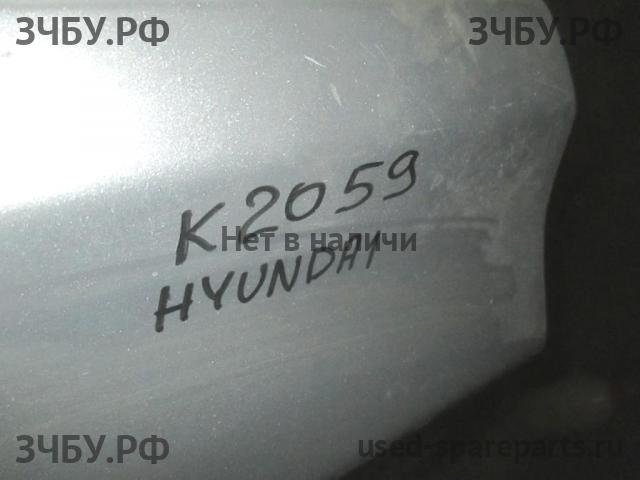 ЗЧБУ.РФ ЗЧБУ.РФ
K2059
Нет в наличи
HYUNDAI
ЗЧБУ.РФ used-spareparts.ru